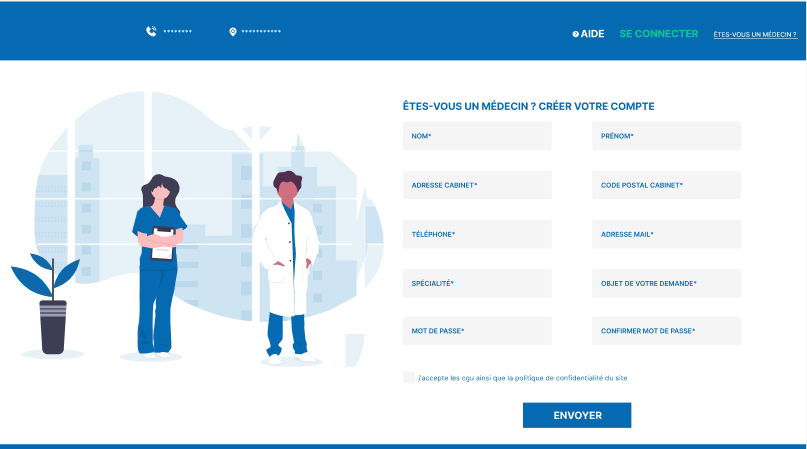 ********
***********
AIDE
SE CONNECTER
ÊTES-VOUS UN MÉDECIN ?
ÊTES-VOUS UN MÉDECIN ? CRÉER VOTRE COMPTE
NOM*
PRÉNOM*
ADRESSE CABINET*
CODE POSTAL CABINET*
TÉLÉPHONE*
ADRESSE MAIL*
SPÉCIALITÉ*
OBJET DE VOTRE DEMANDE*
MOT DE PASSE*
CONFIRMER MOT DE PASSE*
j'accepte les cgu ainsi que la politique de confidentialité du site
ENVOYER